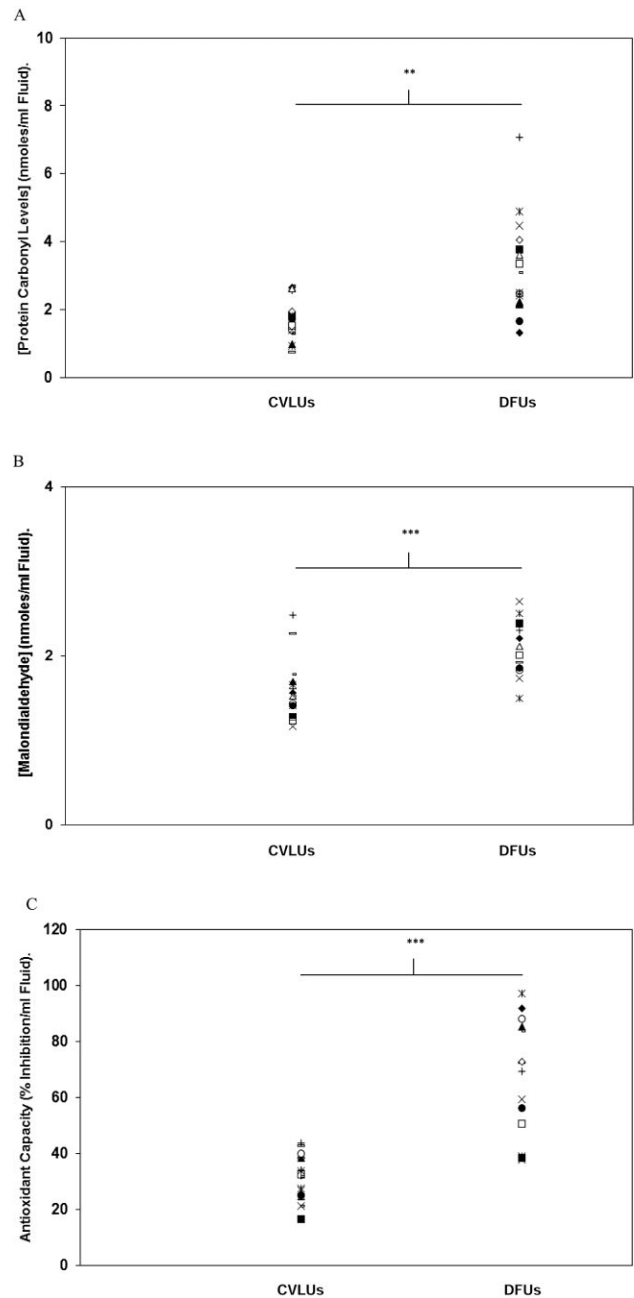 A
[Protein Carbonyl Levels] (nmoles/ml Fluid).
10
8
6
4
2
0
**
CVLUs
DFUs
B
[Malondialdehyde] (nmoles/ml Fluid).
4
2
0
***
CVLUs
DFUs
C
Antioxidant Capacity (% Inhibition/ml Fluid).
120
100
80
60
40
20
0
***
CVLUs
DFUs